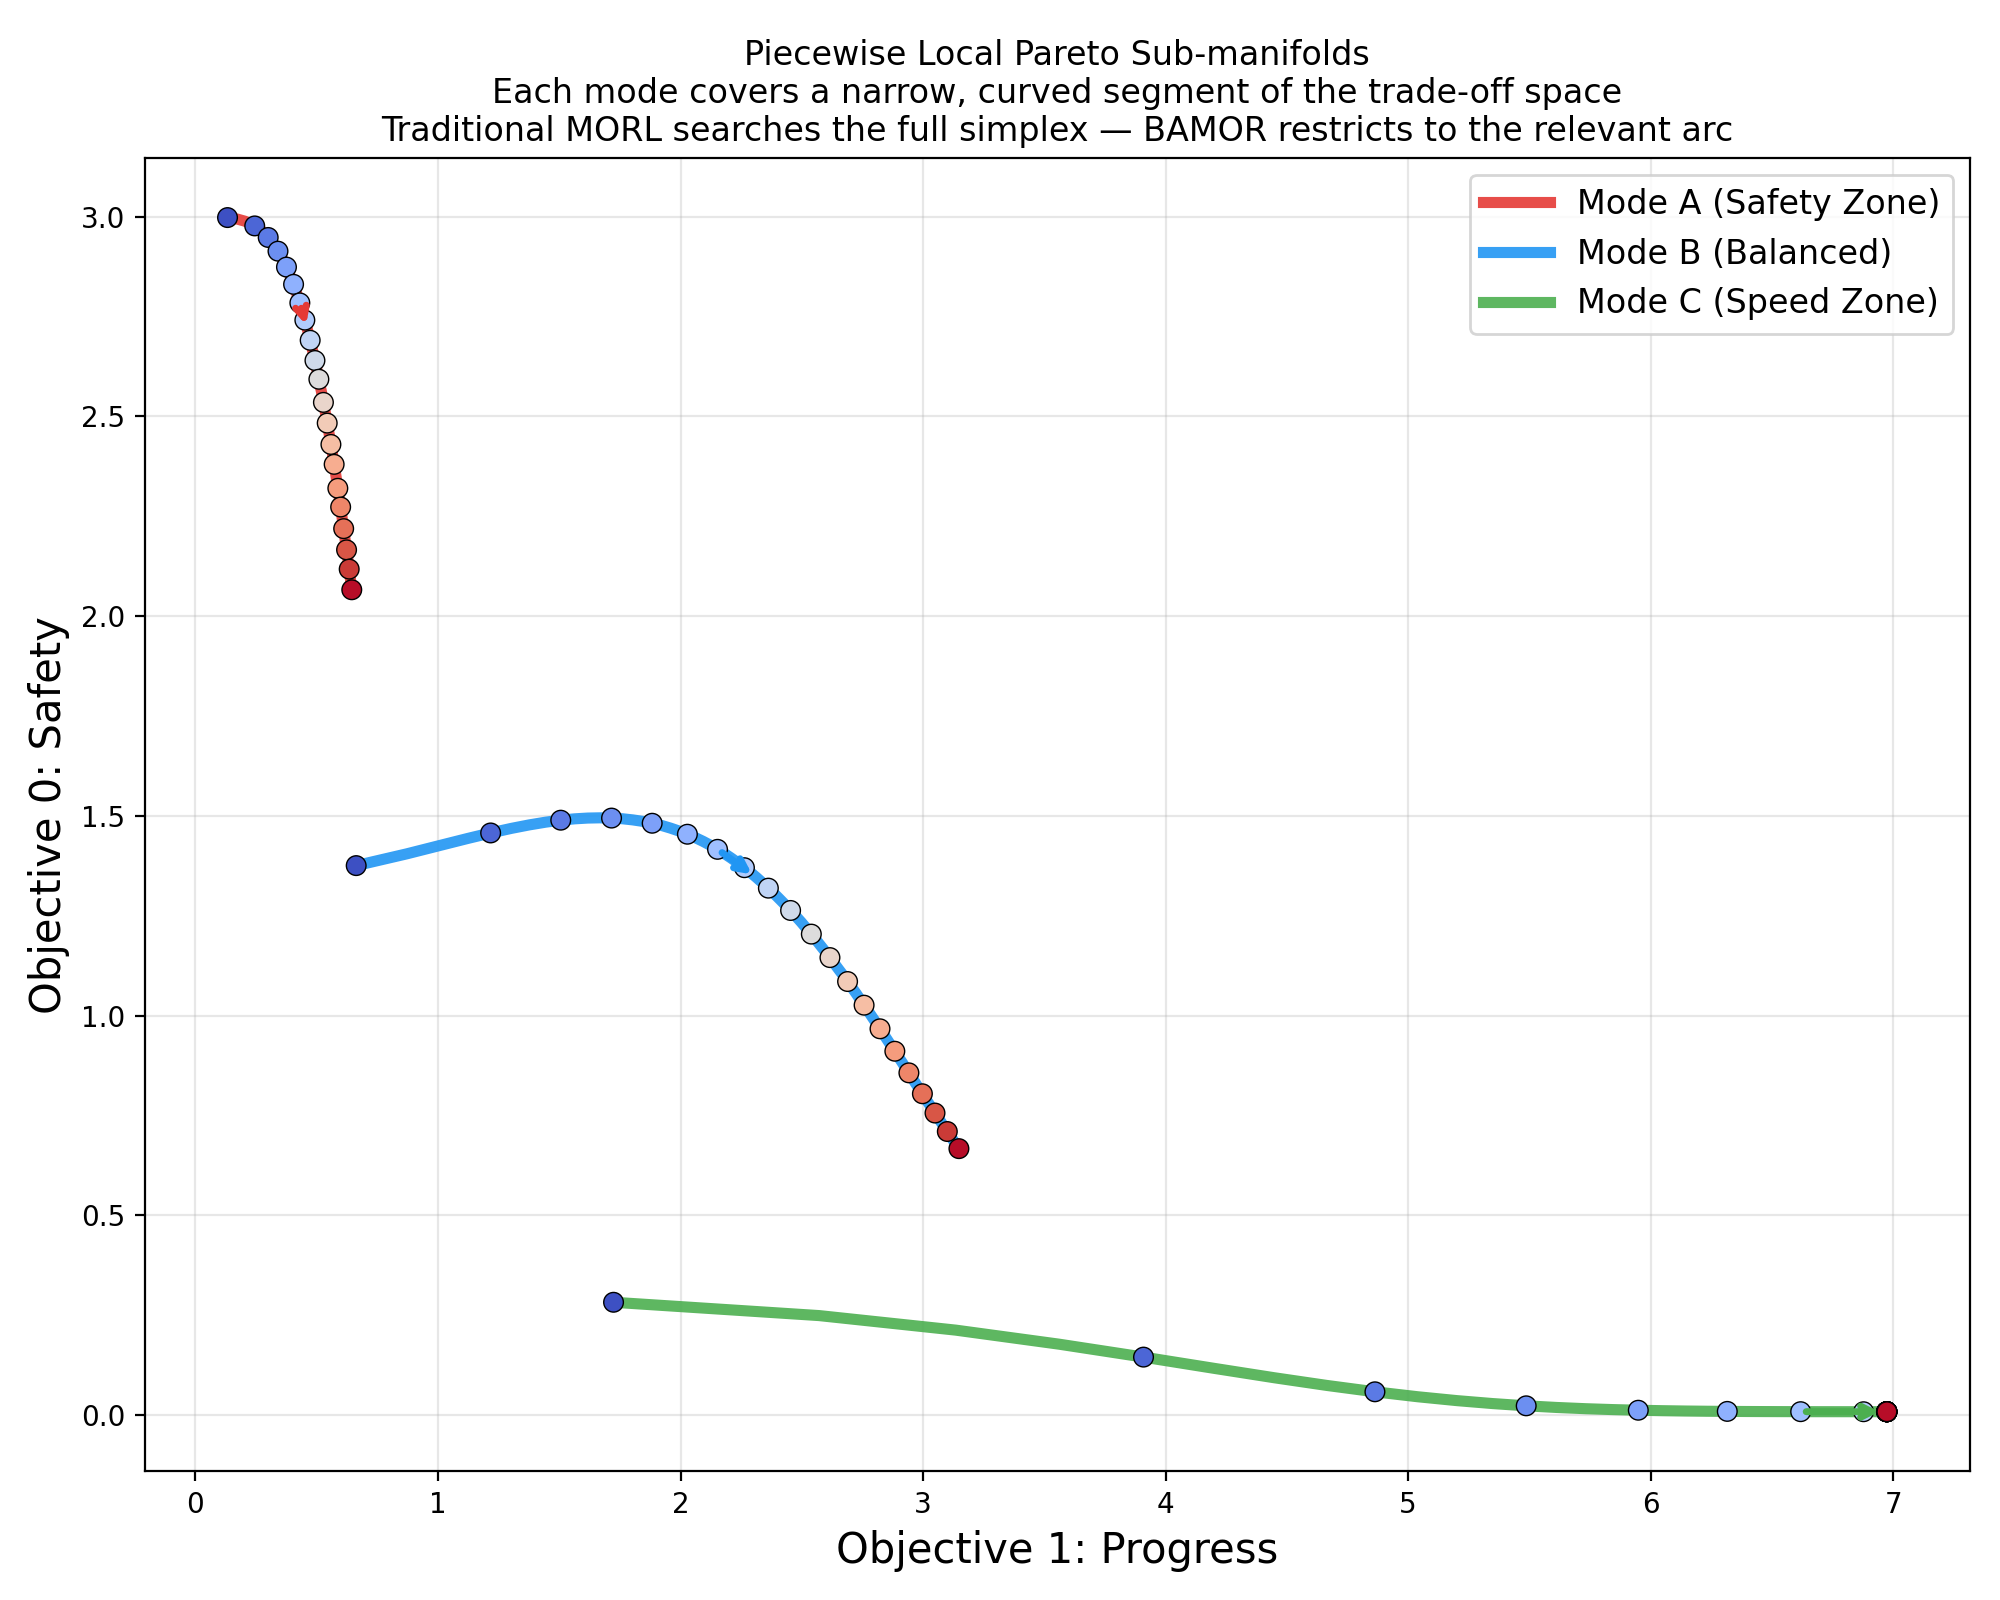 Piecewise Local Pareto Sub-manifolds
Each mode covers a narrow, curved segment of the trade-off space
Traditional MORL searches the full simplex — BAMOR restricts to the relevant arc
Mode A (Safety Zone)
Mode B (Balanced)
Mode C (Speed Zone)
Objective 0: Safety
3.0
2.5
2.0
1.5
1.0
0.5
0.0
0 1 2 3 4 5 6 7
Objective 1: Progress